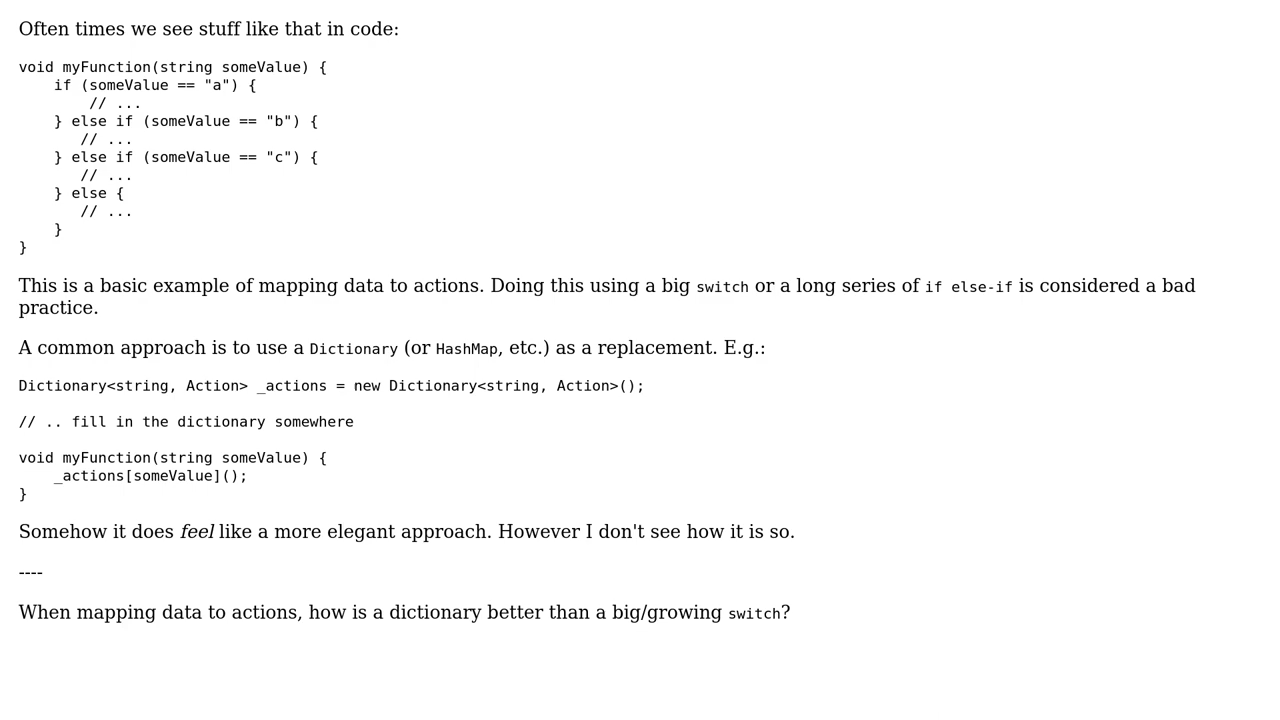 Often times we see stuff like that in code:
void myFunction(string someValue) {
    if (someValue == "a") {
        // ...
    } else if (someValue == "b") {
       // ...
    } else if (someValue == "c") {
       // ...
    } else {
       // ...
    }
}
This is a basic example of mapping data to actions. Doing this using a big switch or a long series of if else-if is considered a bad
practice.
A common approach is to use a Dictionary (or HashMap, etc.) as a replacement. E.g.:
Dictionary<string, Action> _actions = new Dictionary<string, Action>();
// .. fill in the dictionary somewhere
void myFunction(string someValue) {
    _actions[someValue]();
}
Somehow it does feel like a more elegant approach. However I don't see how it is so.
----
When mapping data to actions, how is a dictionary better than a big/growing switch?